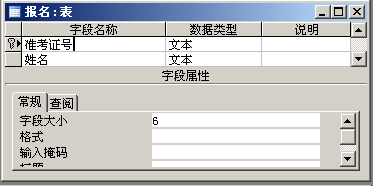 报名:表
字段名称 数据类型 说明
准考证号 文本
姓名 文本
字段属性
常规 查阅
字段大小 6
格式
输入掩码
标题